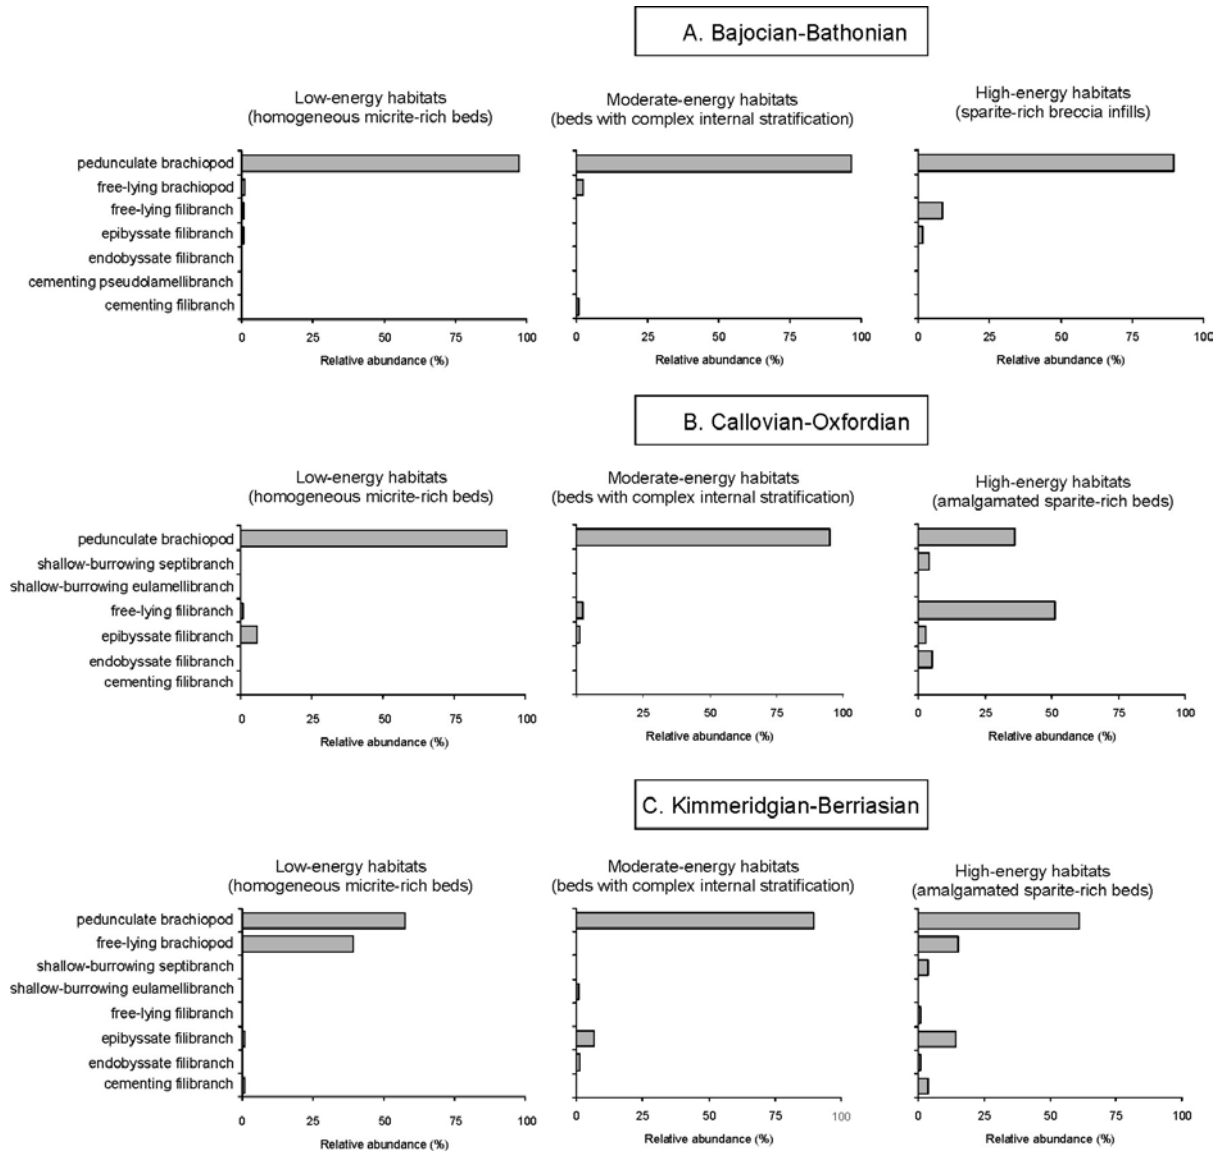 A. Bajocian-Bathonian
Low-energy habitats
(homogeneous micrite-rich beds)
Moderate-energy habitats
(beds with complex internal stratification)
High-energy habitats
(sparite-rich breccia infills)
pedunculate brachiopod
free-lying brachiopod
free-lying filibranch
epibyssate filibranch
endobyssate filibranch
cementing pseudolamellibranch
cementing filibranch
0 25 50 75 100
0 25 50 75 100
0 25 50 75 100
Relative abundance (%)
Relative abundance (%)
Relative abundance (%)
B. Callovian-Oxfordian
Low-energy habitats
(homogeneous micrite-rich beds)
Moderate-energy habitats
(beds with complex internal stratification)
High-energy habitats
(amalgamated sparite-rich beds)
pedunculate brachiopod
shallow-burrowing septibranch
shallow-burrowing eulamellibranch
free-lying filibranch
epibyssate filibranch
endobyssate filibranch
cementing filibranch
0 25 50 75 100
25 50 75 100
0 25 50 75 100
Relative abundance (%)
Relative abundance (%)
Relative abundance (%)
C. Kimmeridgian-Berriasian
Low-energy habitats
(homogeneous micrite-rich beds)
Moderate-energy habitats
(beds with complex internal stratification)
High-energy habitats
(amalgamated sparite-rich beds)
pedunculate brachiopod
free-lying brachiopod
shallow-burrowing septibranch
shallow-burrowing eulamellibranch
free-lying filibranch
epibyssate filibranch
endobyssate filibranch
cementing filibranch
0 25 50 75 100
0 25 50 75 100
0 25 50 75 100
Relative abundance (%)
Relative abundance (%)
Relative abundance (%)